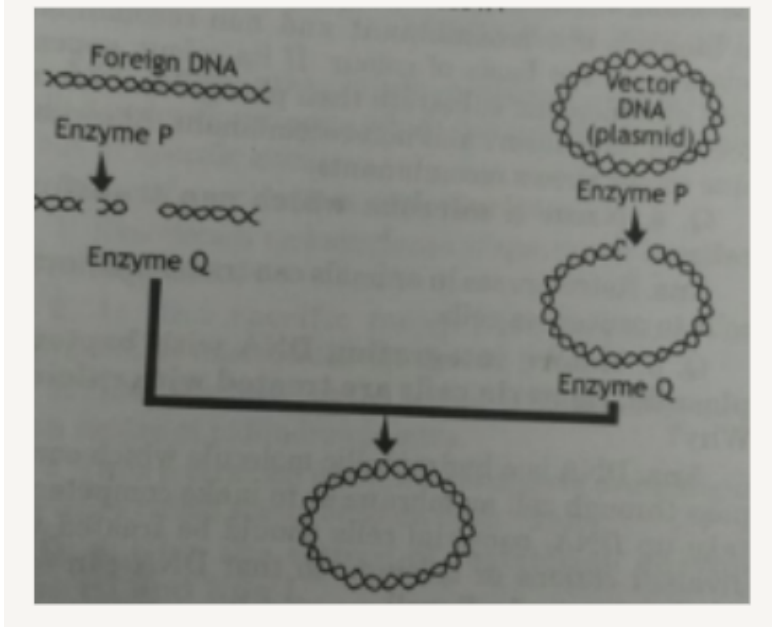 Foreign DNA
Enzyme P
Enzyme Q
Vector
DNA
(plasmid)
Enzyme P
Enzyme Q